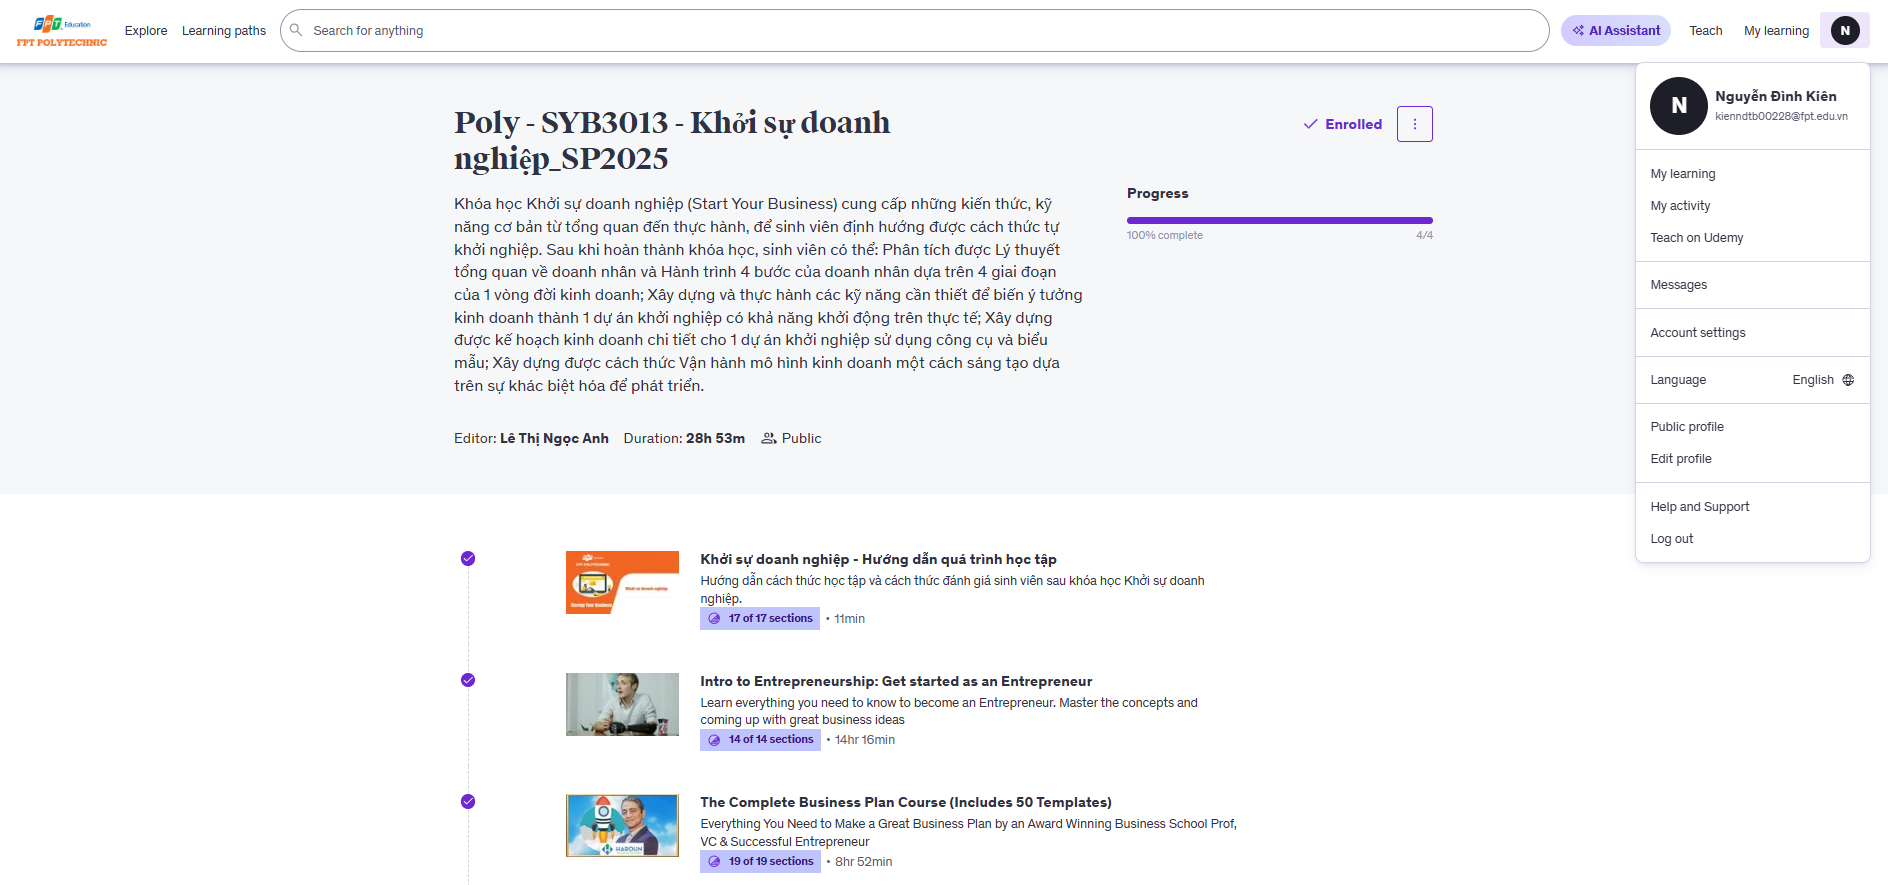 FPT Education
FPT POLYTECHNIC
Explore
Learning paths
Search for anything
AI Assistant
Teach
My learning
N
N
Nguyễn Đình Kiên
kienndtb00228@fpt.edu.vn
My learning
My activity
Teach on Udemy
Messages
Account settings
Language English
Public profile
Edit profile
Help and Support
Log out
Poly - SYB3013 - Khởi sự doanh
nghiệp_SP2025
Enrolled
Khóa học Khởi sự doanh nghiệp (Start Your Business) cung cấp những kiến thức, kỹ
năng cơ bản từ tổng quan đến thực hành, để sinh viên định hướng được cách thức tự
khởi nghiệp. Sau khi hoàn thành khóa học, sinh viên có thể: Phân tích được Lý thuyết
tổng quan về doanh nhân và Hành trình 4 bước của doanh nhân dựa trên 4 giai đoạn
của 1 vòng đời kinh doanh; Xây dựng và thực hành các kỹ năng cần thiết để biến ý tưởng
kinh doanh thành 1 dự án khởi nghiệp có khả năng khởi động trên thực tế; Xây dựng
được kế hoạch kinh doanh chi tiết cho 1 dự án khởi nghiệp sử dụng công cụ và biểu
mẫu; Xây dựng được cách thức Vận hành mô hình kinh doanh một cách sáng tạo dựa
trên sự khác biệt hóa để phát triển.
Progress
100% complete 4/4
Editor: Lê Thị Ngọc Anh Duration: 28h 53m Public
Khởi sự doanh nghiệp - Hướng dẫn quá trình học tập
Hướng dẫn cách thức học tập và cách thức đánh giá sinh viên sau khóa học Khởi sự doanh
nghiệp.
17 of 17 sections • 11min
FPT POLYTECHNIC
Khởi sự doanh nghiệp
Startup Your Business
Intro to Entrepreneurship: Get started as an Entrepreneur
Learn everything you need to know to become an Entrepreneur. Master the concepts and
coming up with great business ideas
14 of 14 sections • 14hr 16min
The Complete Business Plan Course (Includes 50 Templates)
Everything You Need to Make a Great Business Plan by an Award Winning Business School Prof,
VC & Successful Entrepreneur
19 of 19 sections • 8hr 52min
HAROUN